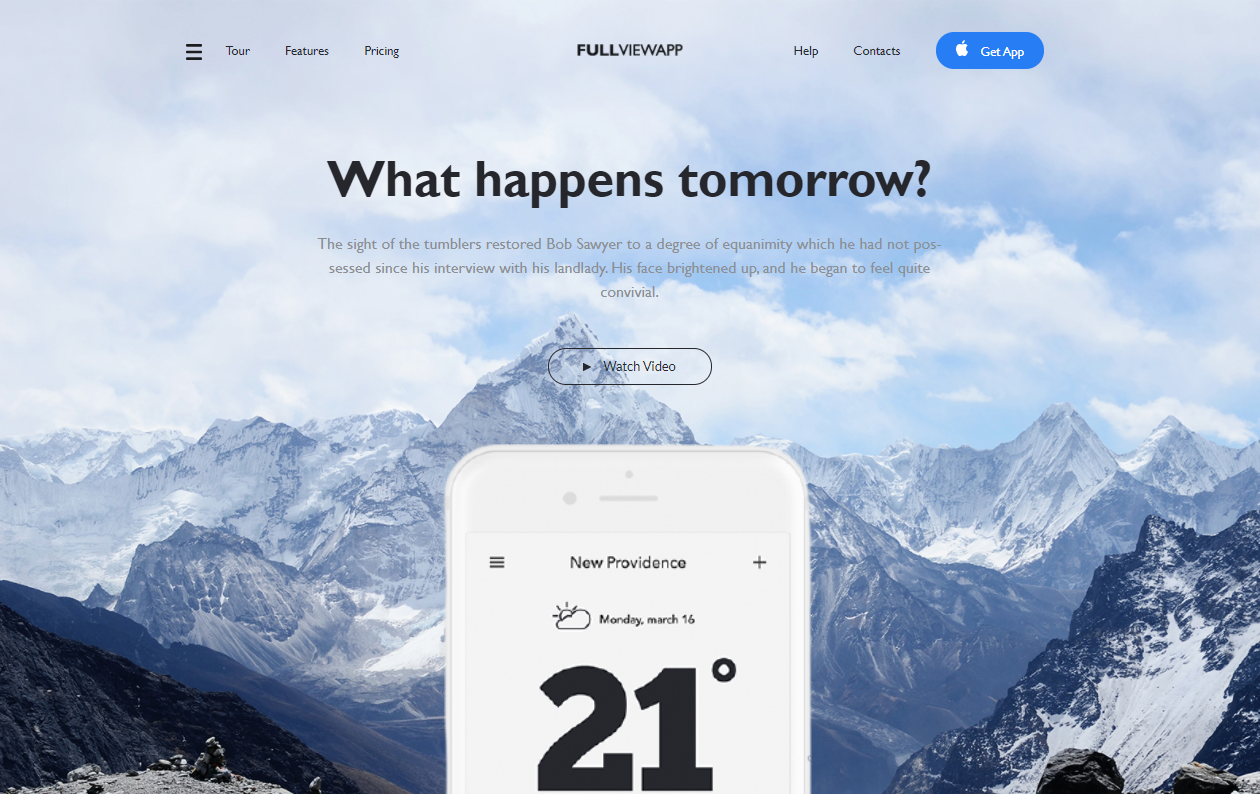 Tour Features Pricing FULLVIEWAPP Help Contacts Get App
What happens tomorrow?
The sight of the tumblers restored Bob Sawyer to a degree of equanimity which he had not pos-
sessed since his interview with his landlady. His face brightened up, and he began to feel quite
convivial.
Watch Video
New Providence
Monday, march 16
21°